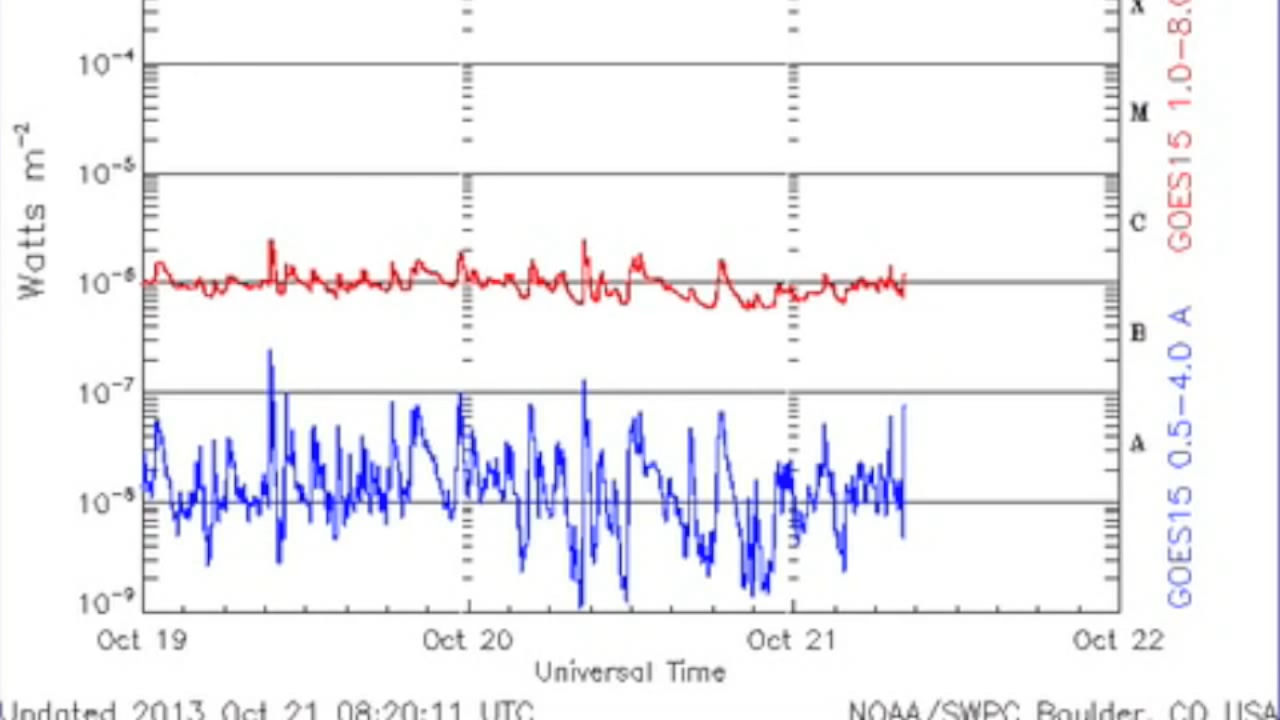 X
10-4
M
10-5
C
10-6
B
10-7
A
10-8
10-9
Watts m-2
GOES15 1.0-8.
GOES15 0.5-4.0 A
Oct 19
Oct 20
Oct 21
Oct 22
Universal Time
Updated 2013 Oct 21 08:20:11 UTC
NOAA/SWPC Boulder, CO USA